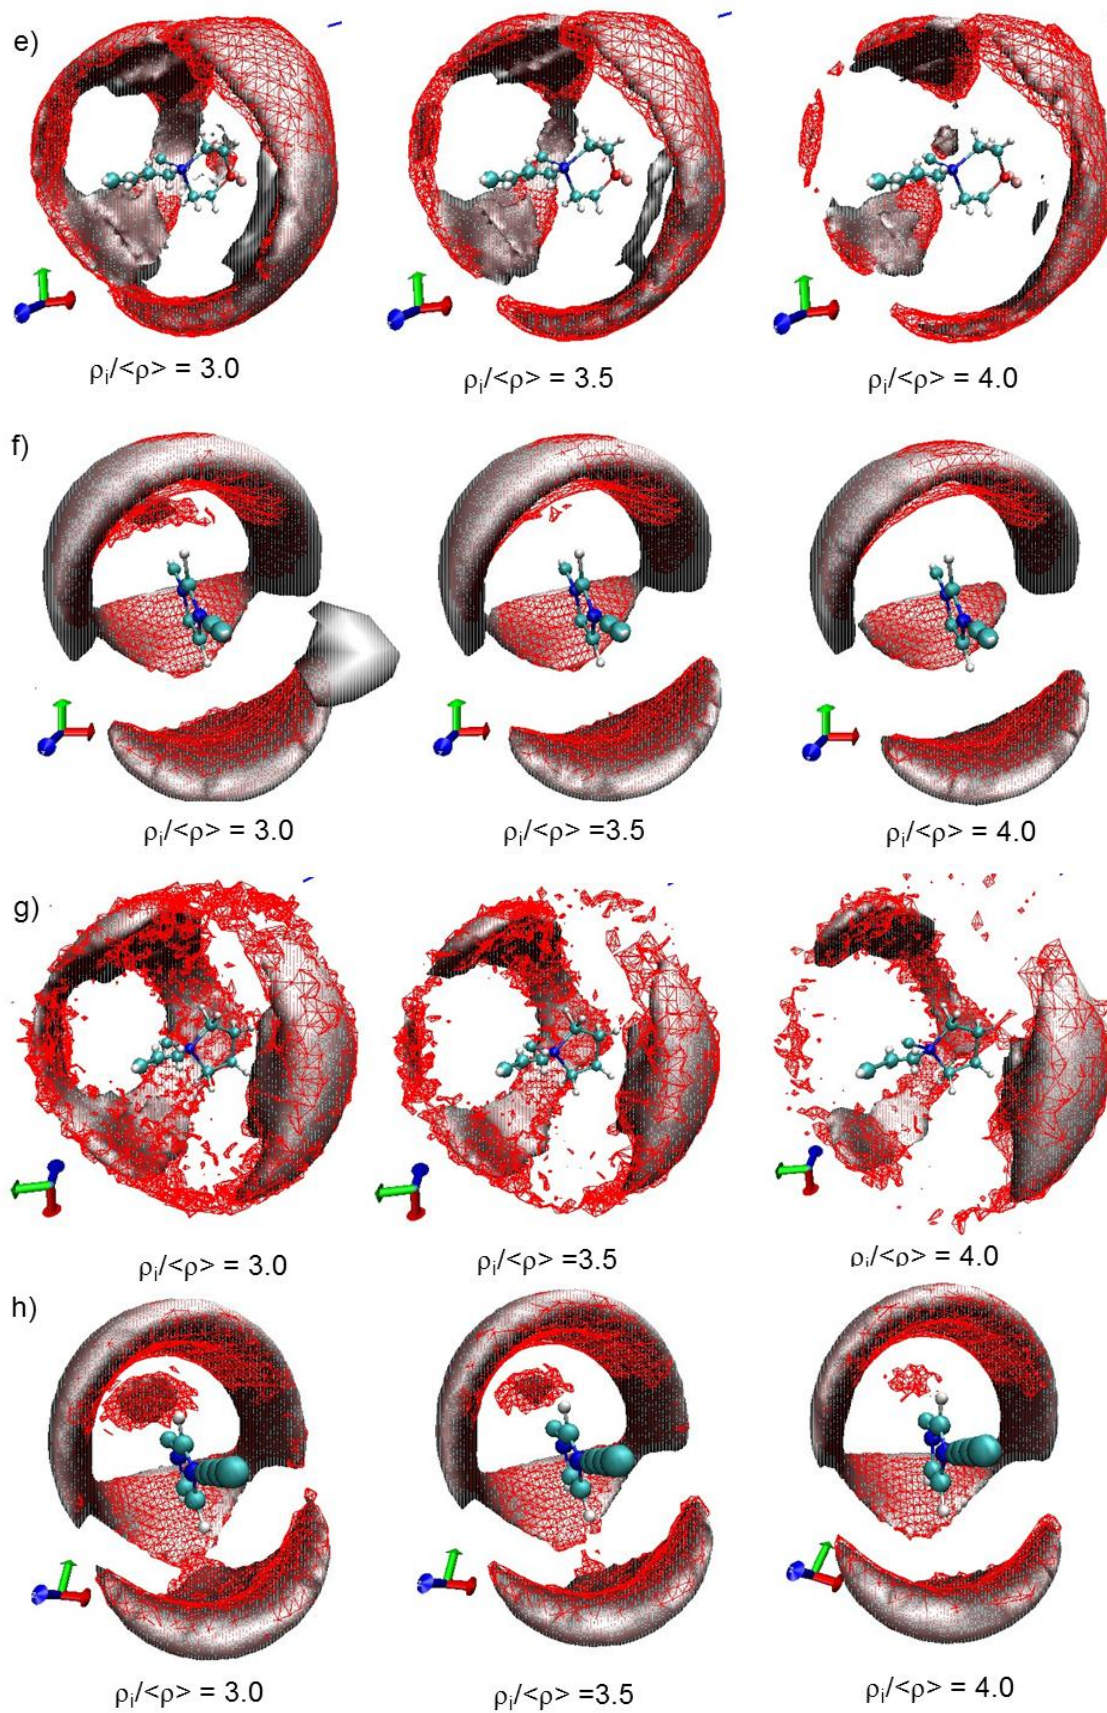 e)
ρᵢ/<ρ> = 3.0
ρᵢ/<ρ> = 3.5
ρᵢ/<ρ> = 4.0
f)
ρᵢ/<ρ> = 3.0
ρᵢ/<ρ> =3.5
ρᵢ/<ρ> = 4.0
g)
ρᵢ/<ρ> = 3.0
ρᵢ/<ρ> =3.5
ρᵢ/<ρ> = 4.0
h)
ρᵢ/<ρ> = 3.0
ρᵢ/<ρ> =3.5
ρᵢ/<ρ> = 4.0